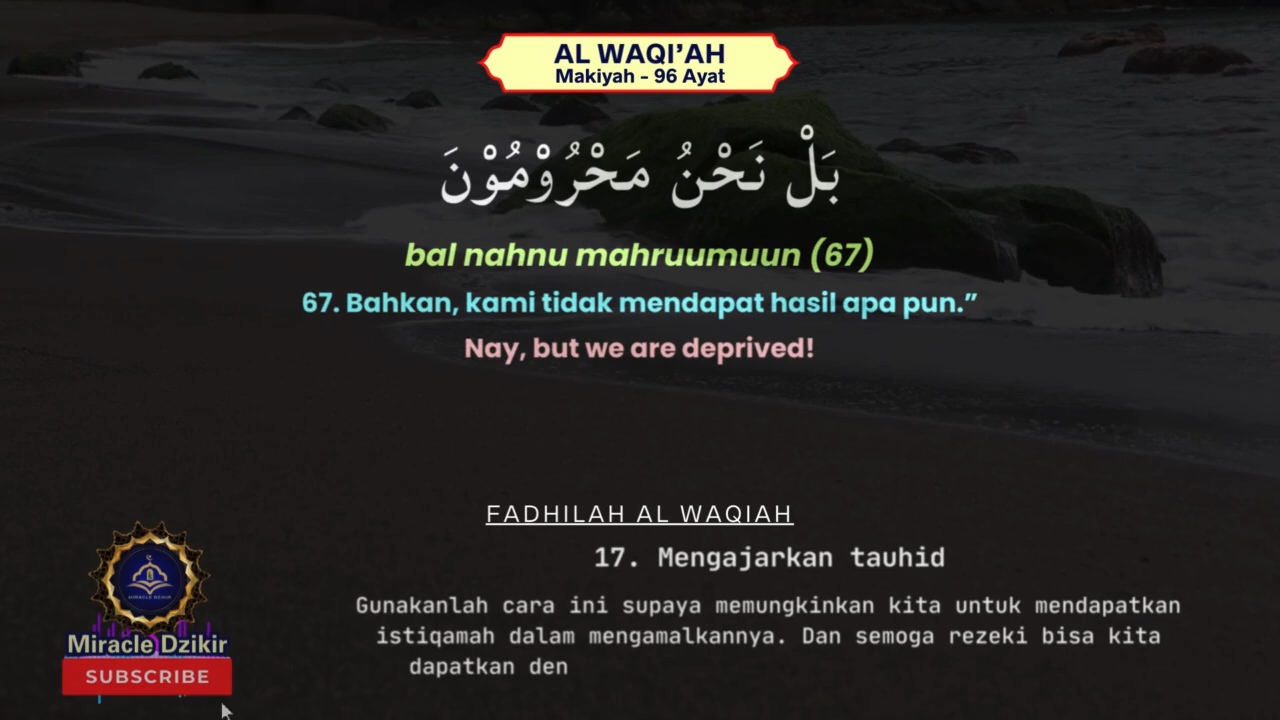 AL WAQI’AH
Makiyah - 96 Ayat
بَلْ نَحْنُ مَحْرُوْمُوْنَ
bal nahnu mahruumuun (67)
67. Bahkan, kami tidak mendapat hasil apa pun.”
Nay, but we are deprived!
FADHILAH AL WAQIAH
17. Mengajarkan tauhid
Gunakanlah cara ini supaya memungkinkan kita untuk mendapatkan
istiqamah dalam mengamalkannya. Dan semoga rezeki bisa kita
dapatkan den
MIRACLE DZIKIR
Miracle Dzikir
SUBSCRIBE